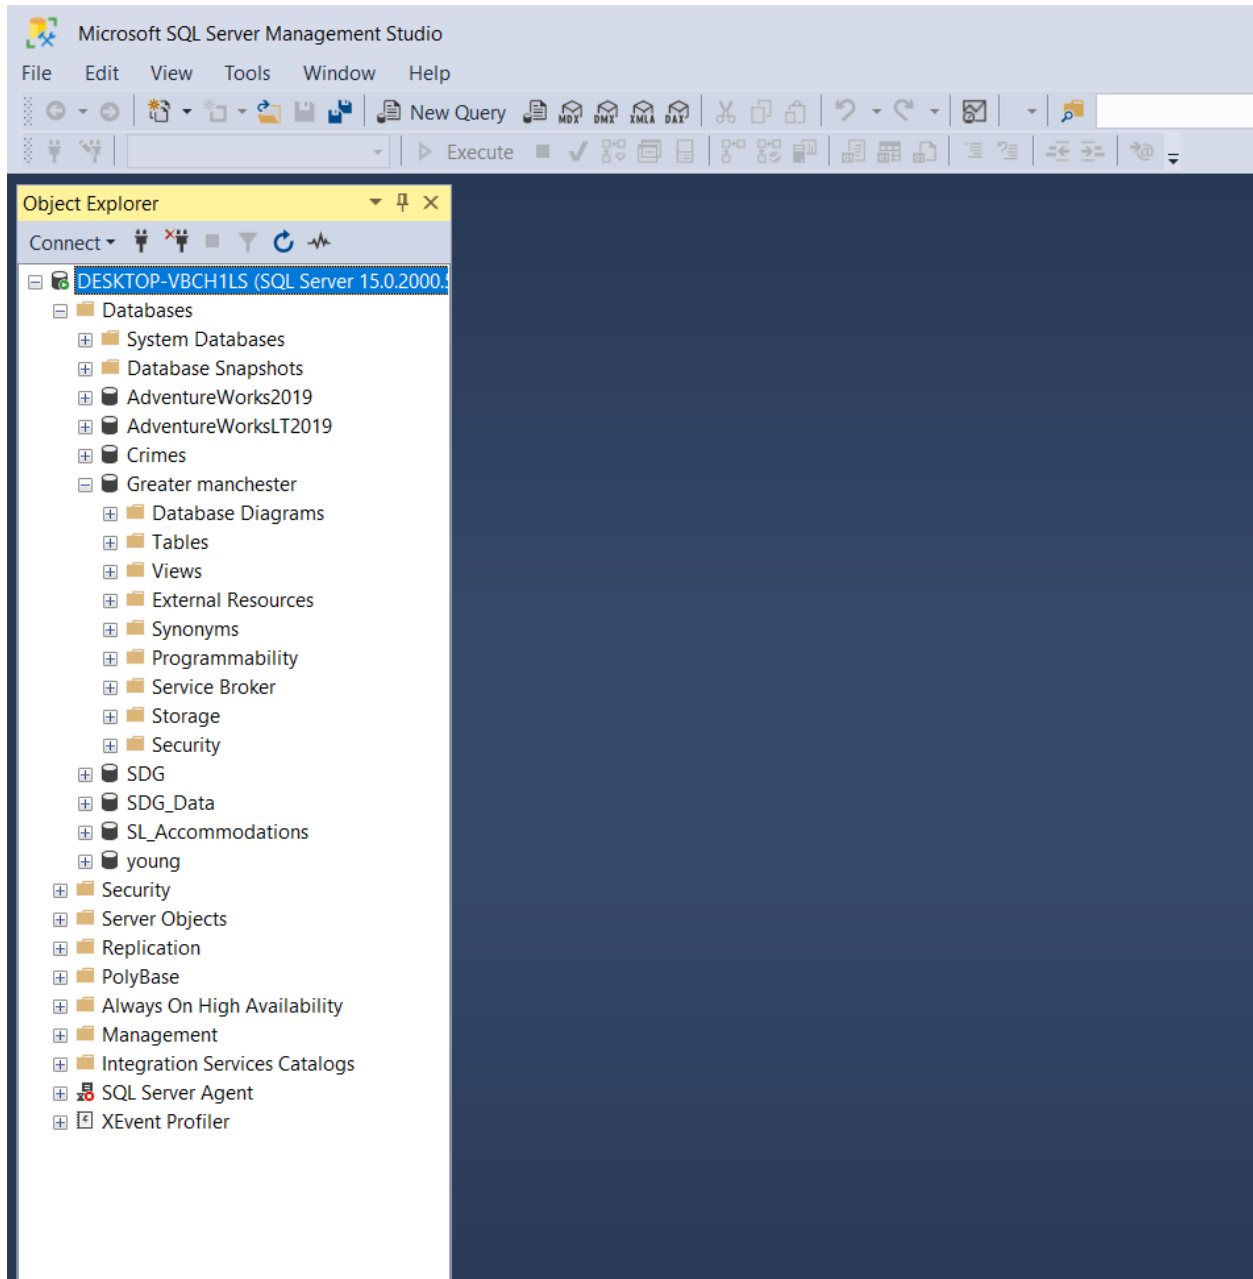 Microsoft SQL Server Management Studio
File Edit View Tools Window Help
New Query MDX DMX XMLA DAX
Execute
Object Explorer
Connect
DESKTOP-VBCH1LS (SQL Server 15.0.2000.5
Databases
System Databases
Database Snapshots
AdventureWorks2019
AdventureWorksLT2019
Crimes
Greater manchester
Database Diagrams
Tables
Views
External Resources
Synonyms
Programmability
Service Broker
Storage
Security
SDG
SDG_Data
SL_Accommodations
young
Security
Server Objects
Replication
PolyBase
Always On High Availability
Management
Integration Services Catalogs
SQL Server Agent
XEvent Profiler